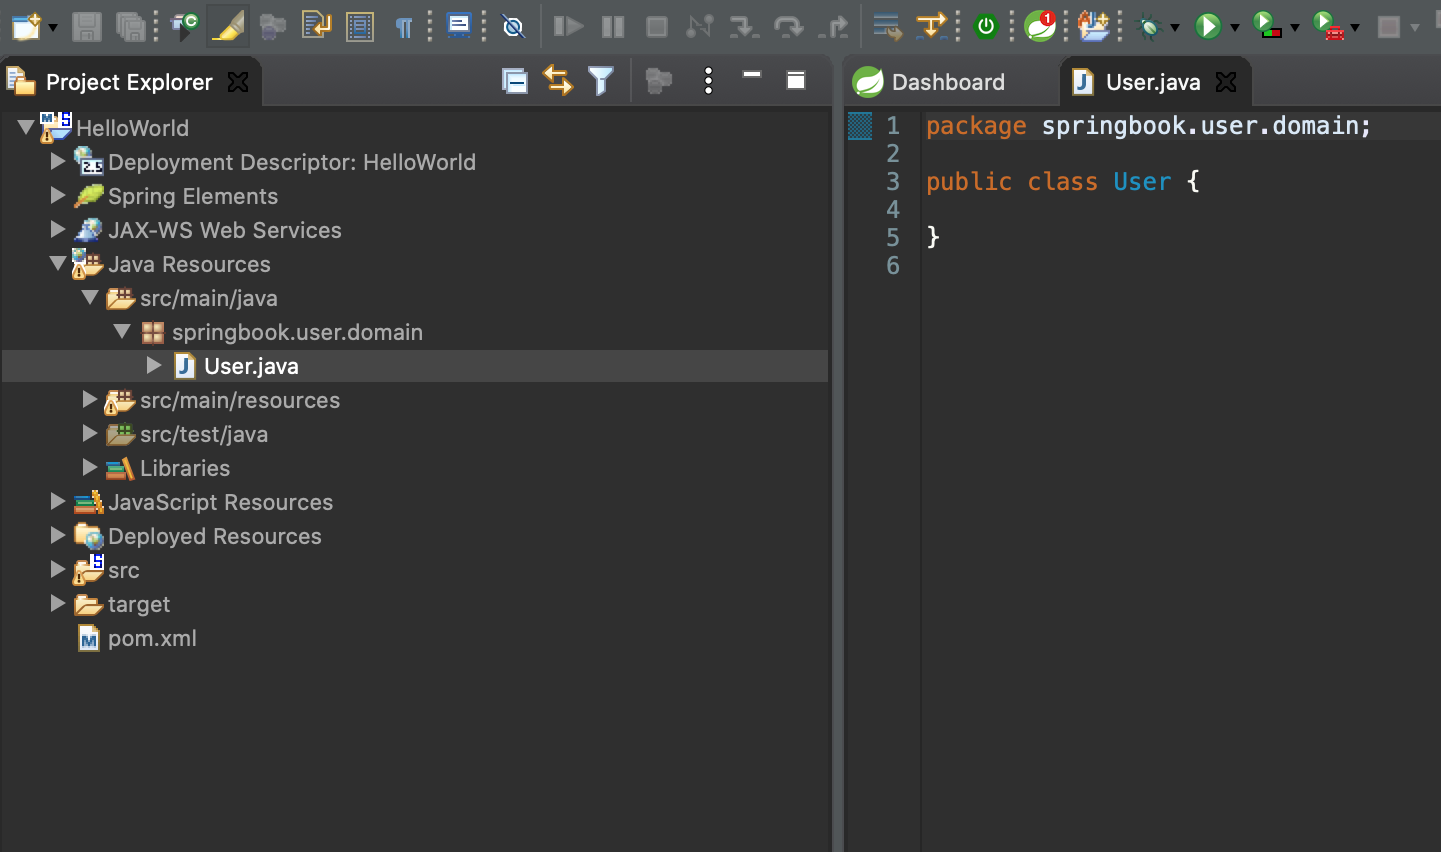 Project Explorer
HelloWorld
Deployment Descriptor: HelloWorld
Spring Elements
JAX-WS Web Services
Java Resources
src/main/java
springbook.user.domain
User.java
src/main/resources
src/test/java
Libraries
JavaScript Resources
Deployed Resources
src
target
pom.xml
1
Dashboard
User.java
1 package springbook.user.domain;
2
3 public class User {
4
5 }
6